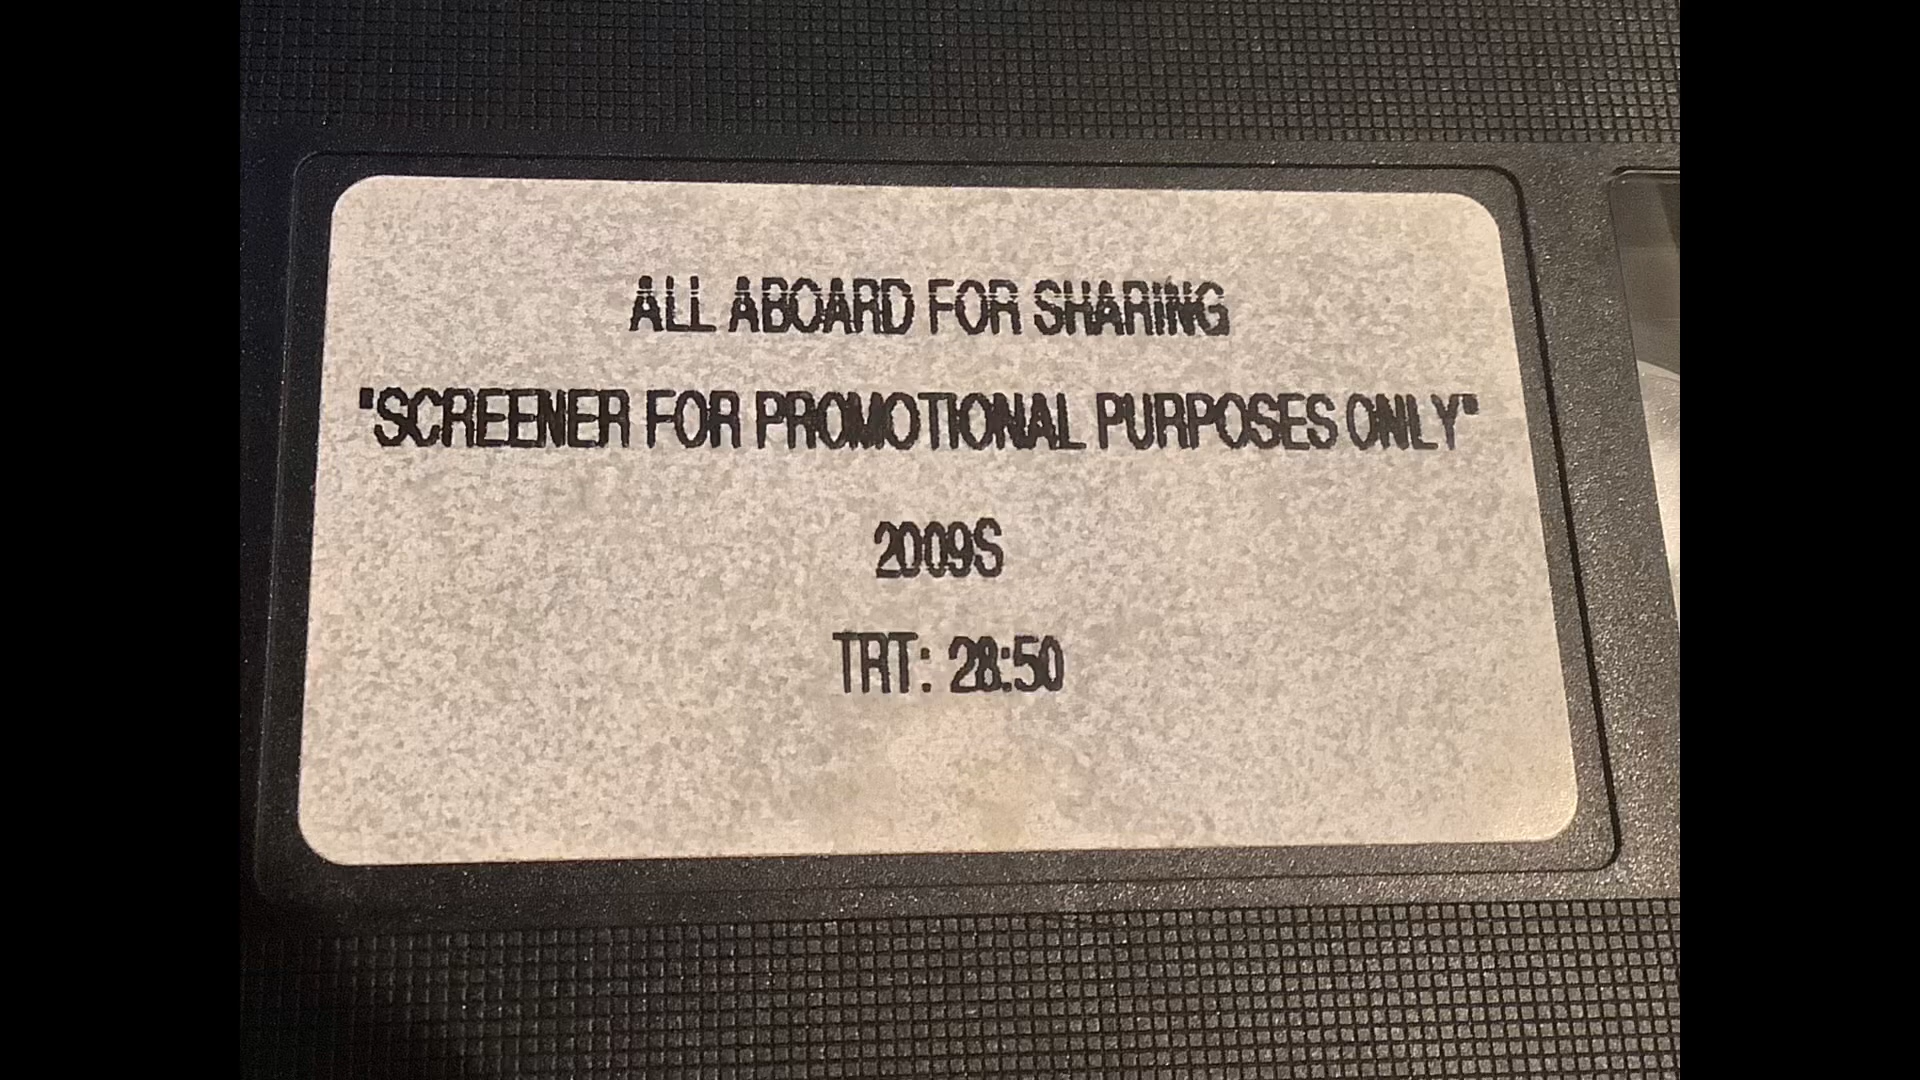 ALL ABOARD FOR SHARING
"SCREENER FOR PROMOTIONAL PURPOSES ONLY"
2009S
TRT: 28:50